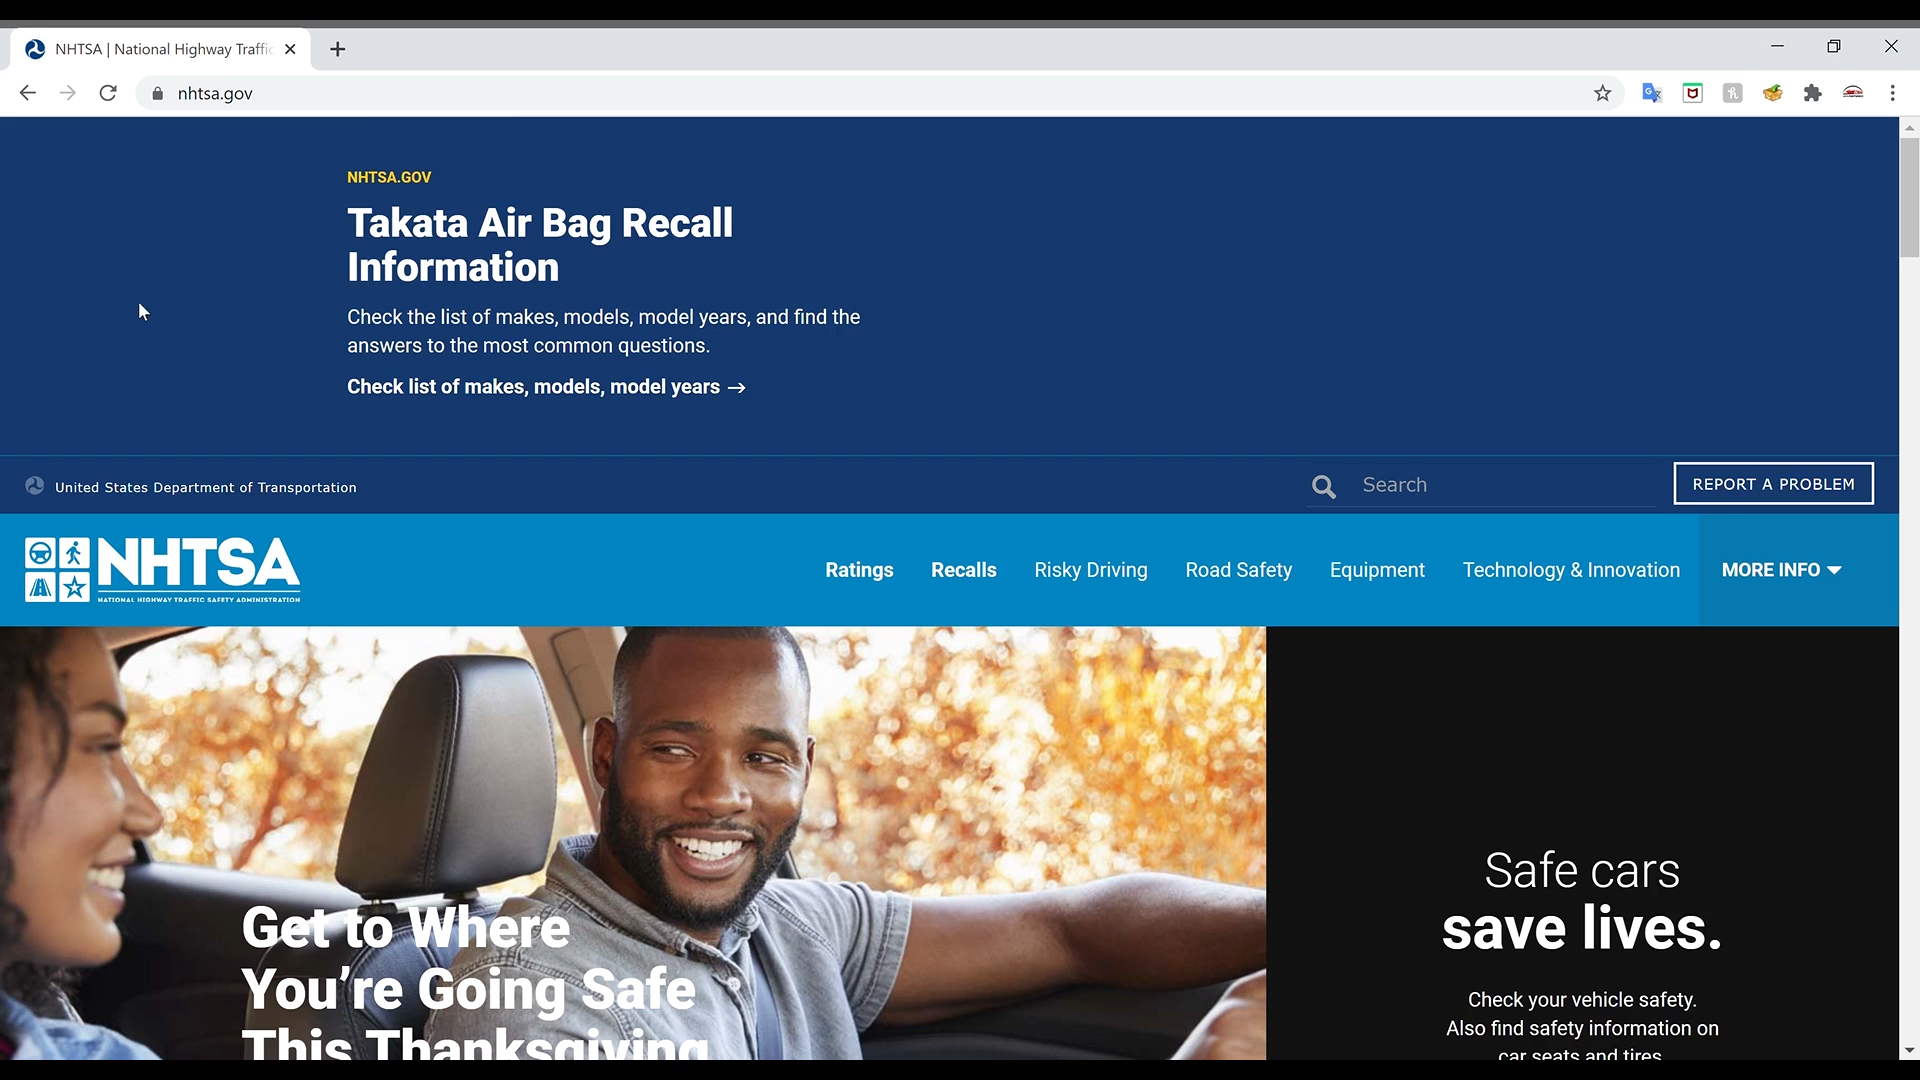 NHTSA | National Highway Traffic
nhtsa.gov
NHTSA.GOV
Takata Air Bag Recall
Information
Check the list of makes, models, model years, and find the
answers to the most common questions.
Check list of makes, models, model years →
United States Department of Transportation
Search
REPORT A PROBLEM
NHTSA
NATIONAL HIGHWAY TRAFFIC SAFETY ADMINISTRATION
Ratings
Recalls
Risky Driving
Road Safety
Equipment
Technology & Innovation
MORE INFO
Get to Where
You're Going Safe
This Thanksgiving
Safe cars
save lives.
Check your vehicle safety.
Also find safety information on
car seats and tires